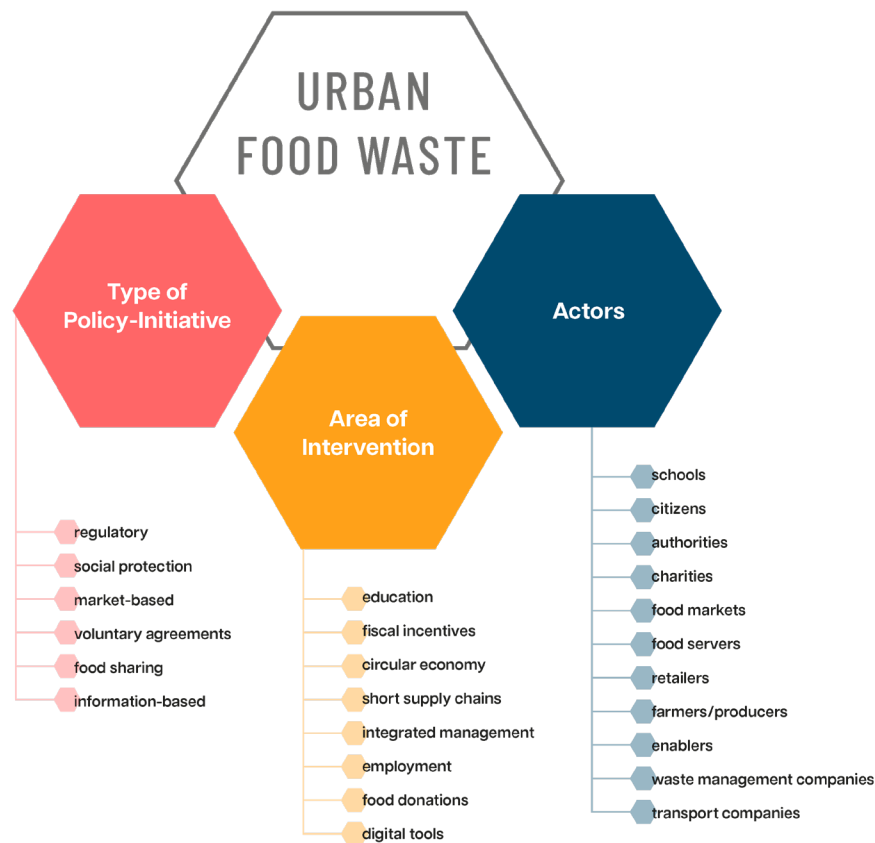 URBAN
FOOD WASTE
Type of
Policy-Initiative
Actors
Area of
Intervention
regulatory
social protection
market-based
voluntary agreements
food sharing
information-based
education
fiscal incentives
circular economy
short supply chains
integrated management
employment
food donations
digital tools
schools
citizens
authorities
charities
food markets
food servers
retailers
farmers/producers
enablers
waste management companies
transport companies